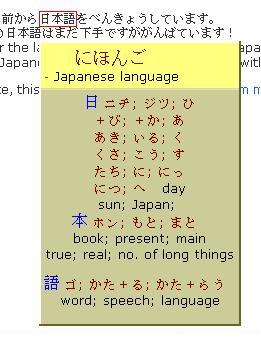 前から日本語をべんきょうしています。
の日本語はまだ下手ですががんばています！
r the la
Japan
te, this
apa
with
m m
にほんご
- Japanese language
日 ニチ; ジツ; ひ
+び; +か; あ
あき; いる; く
くさ; こう; す
たち; に; にっ
につ; へ day
sun; Japan;
本 ホン; もと; まと
book; present; main
true; real; no. of long things
語 ゴ; かた+る; かた+らう
word; speech; language